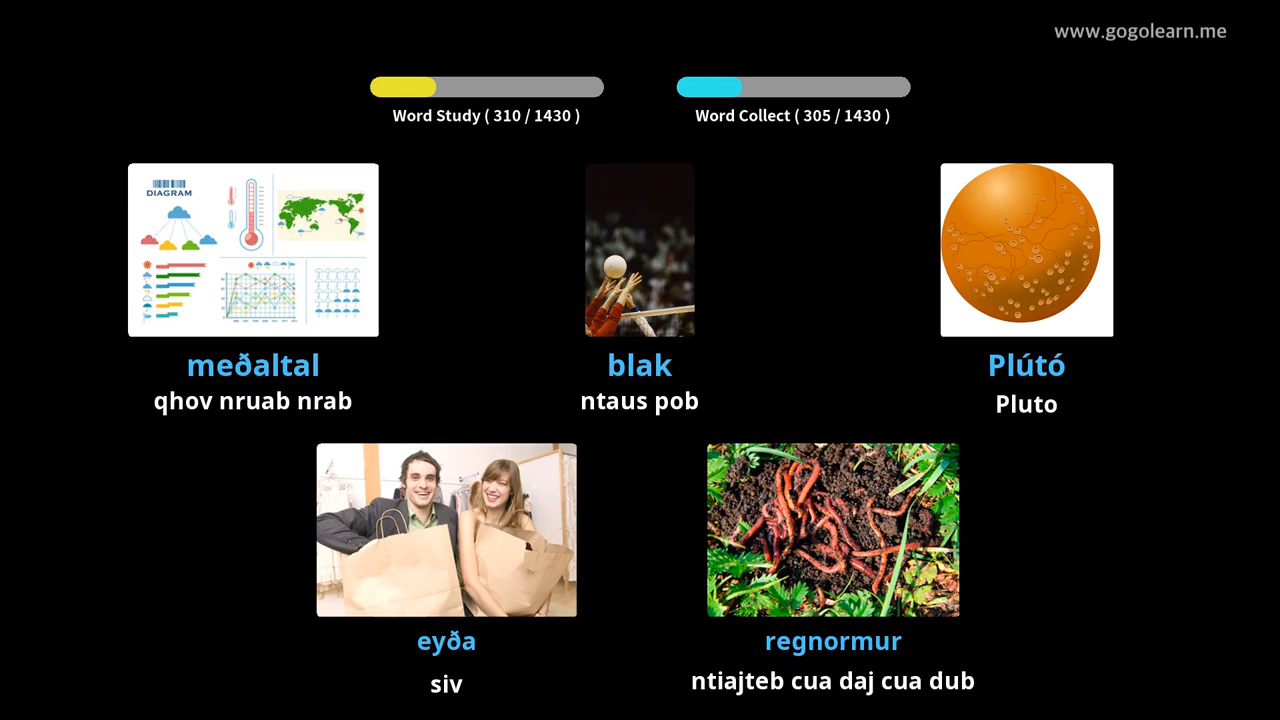 www.gogolearn.me
Word Study ( 310 / 1430 )
Word Collect ( 305 / 1430 )
DIAGRAM
meðaltal
qhov nruab nrab
blak
ntaus pob
Plútó
Pluto
eyða
siv
regnormur
ntiajteb cua daj cua dub